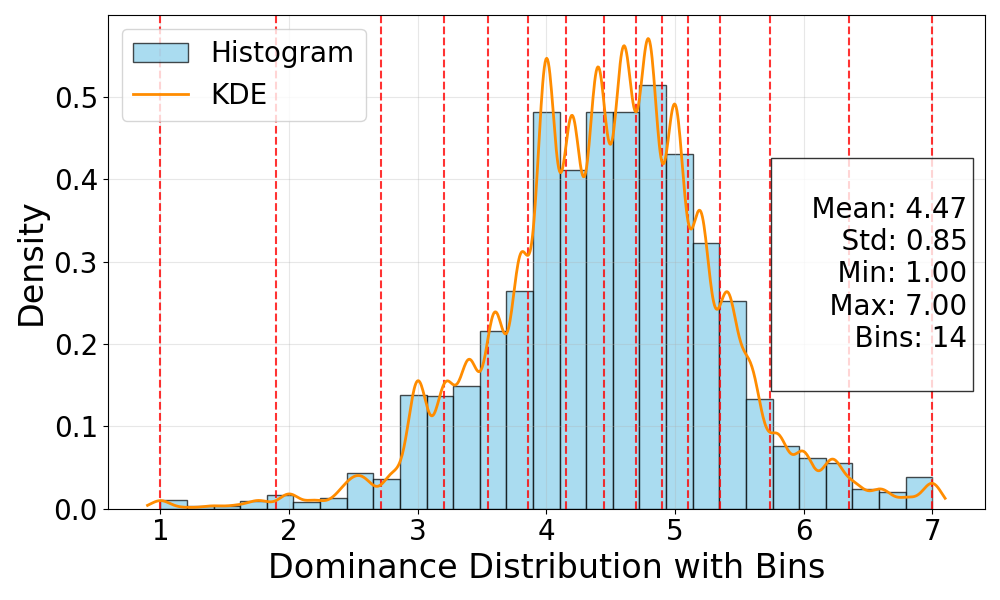 Histogram
KDE
0.5
0.4
0.3
0.2
0.1
0.0
Density
Mean: 4.47
Std: 0.85
Min: 1.00
Max: 7.00
Bins: 14
1 2 3 4 5 6 7
Dominance Distribution with Bins